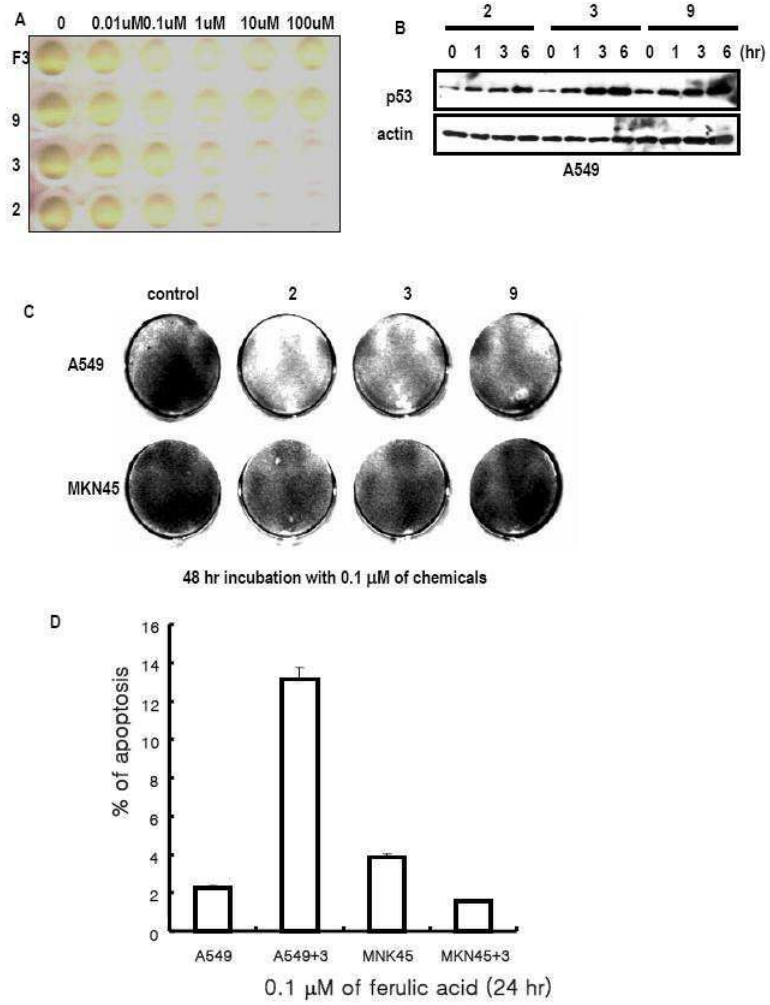 A
0 0.01uM 0.1uM 1uM 10uM 100uM
F3
9
3
2
B
2 3 9
0 1 3 6 0 1 3 6 0 1 3 6 (hr)
p53
actin
A549
C
control 2 3 9
A549
MKN45
48 hr incubation with 0.1 µM of chemicals
D
% of apoptosis
16
14
12
10
8
6
4
2
0
A549 A549+3 MNK45 MKN45+3
0.1 µM of ferulic acid (24 hr)